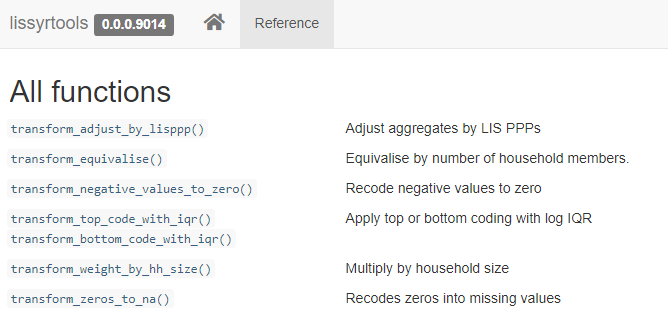 lissyrtools 0.0.0.9014 Reference
All functions
transform_adjust_by_lisppp() Adjust aggregates by LIS PPPs
transform_equivalise() Equivalise by number of household members.
transform_negative_values_to_zero() Recode negative values to zero
transform_top_code_with_iqr() Apply top or bottom coding with log IQR
transform_bottom_code_with_iqr()
transform_weight_by_hh_size() Multiply by household size
transform_zeros_to_na() Recodes zeros into missing values